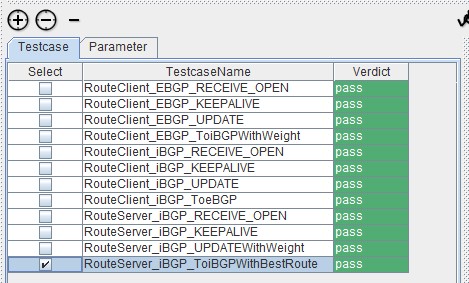 Testcase Parameter
Select TestcaseName Verdict
RouteClient_EBGP_RECEIVE_OPEN pass
RouteClient_EBGP_KEEPALIVE pass
RouteClient_EBGP_UPDATE pass
RouteClient_EBGP_ToiBGPWithWeight pass
RouteClient_iBGP_RECEIVE_OPEN pass
RouteClient_iBGP_KEEPALIVE pass
RouteClient_iBGP_UPDATE pass
RouteClient_iBGP_ToeBGP pass
RouteServer_iBGP_RECEIVE_OPEN pass
RouteServer_iBGP_KEEPALIVE pass
RouteServer_iBGP_UPDATEWithWeight pass
RouteServer_iBGP_ToiBGPWithBestRoute pass